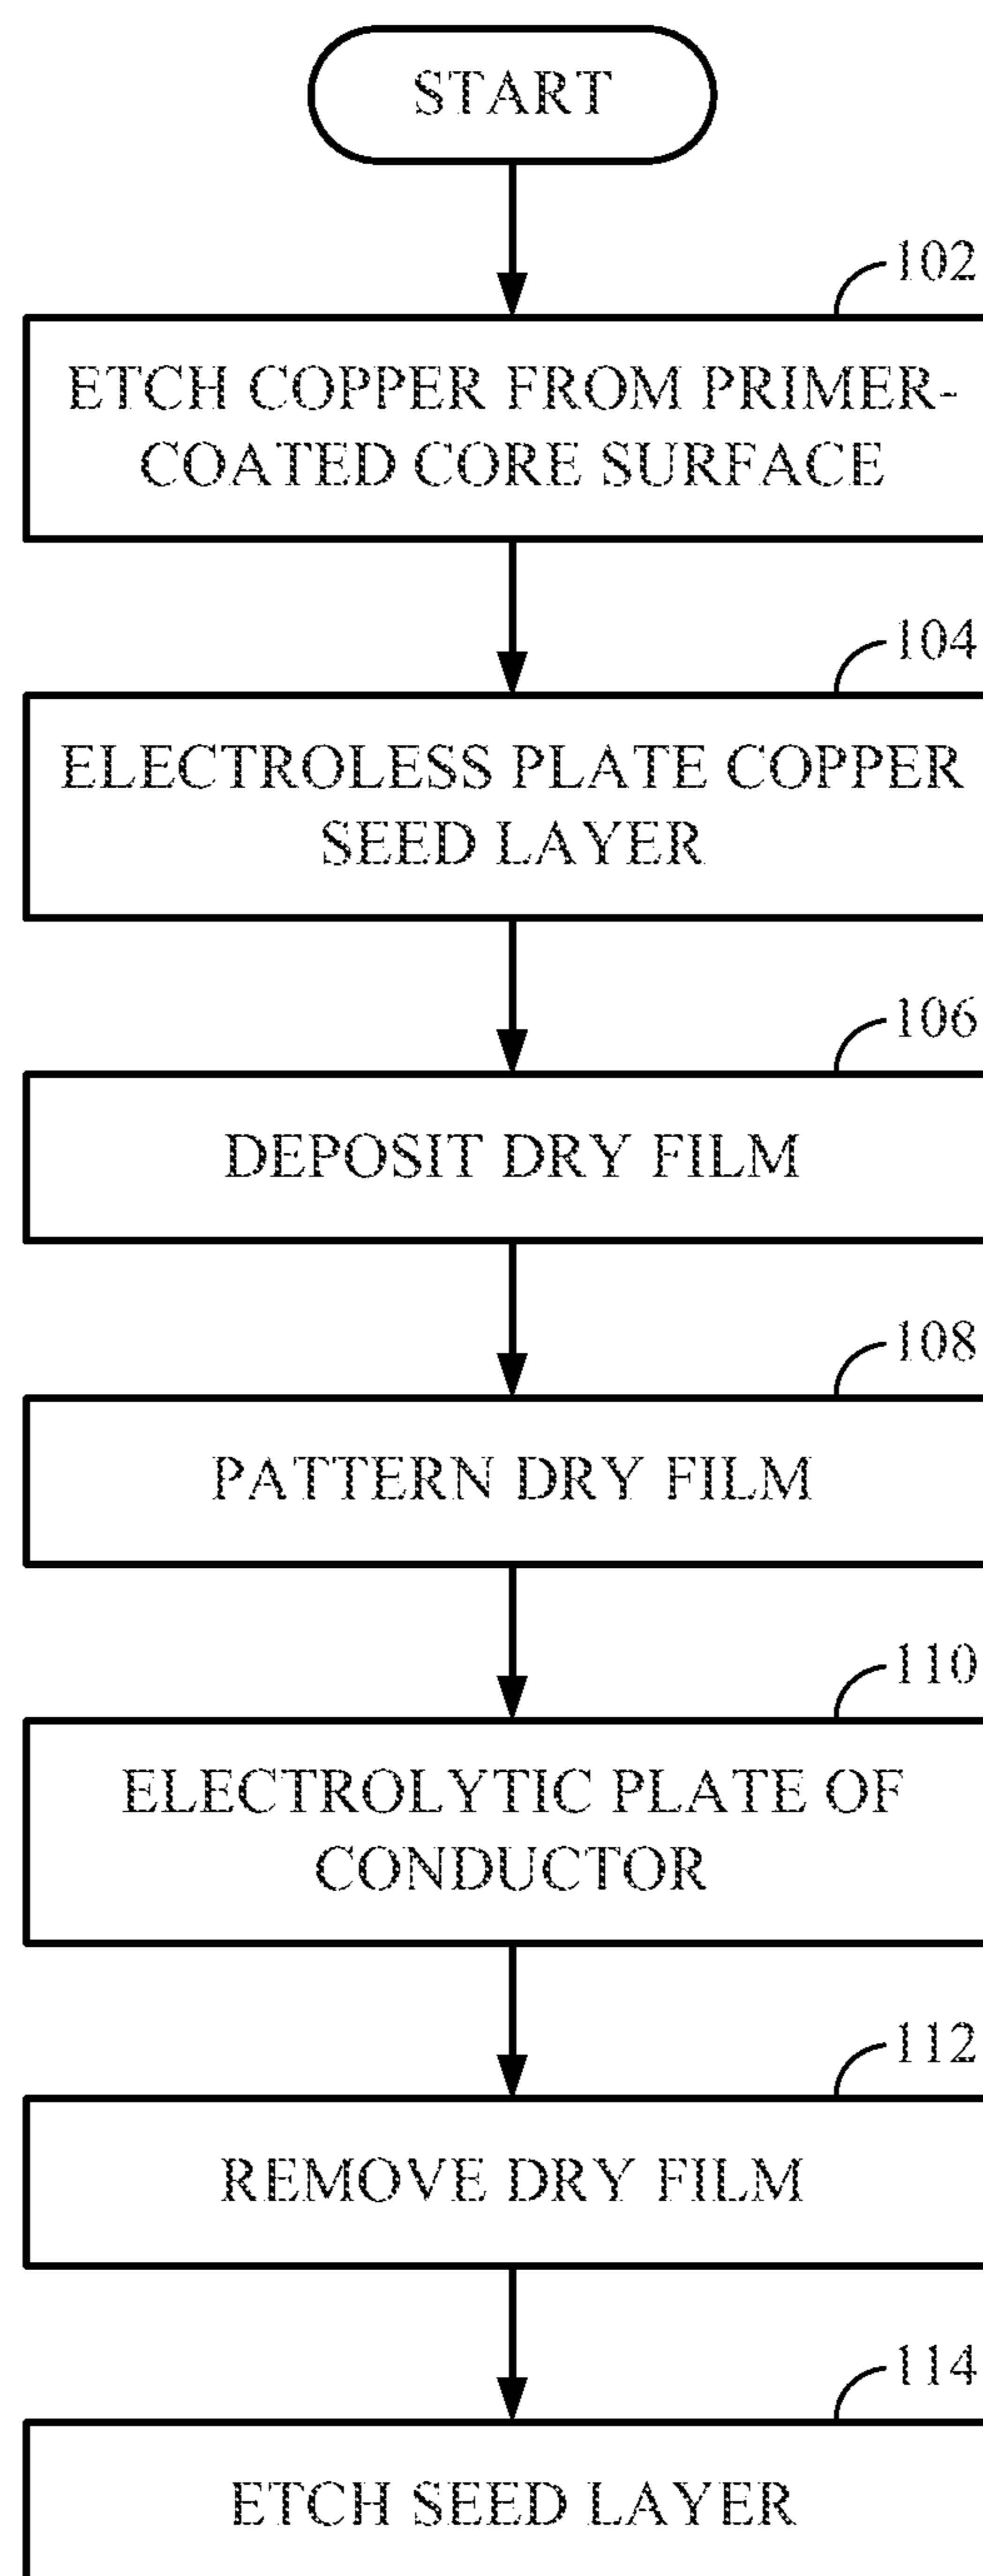 START
102
ETCH COPPER FROM PRIMER-
COATED CORE SURFACE
104
ELECTROLESS PLATE COPPER
SEED LAYER
106
DEPOSIT DRY FILM
108
PATTERN DRY FILM
110
ELECTROLYTIC PLATE OF
CONDUCTOR
112
REMOVE DRY FILM
114
ETCH SEED LAYER